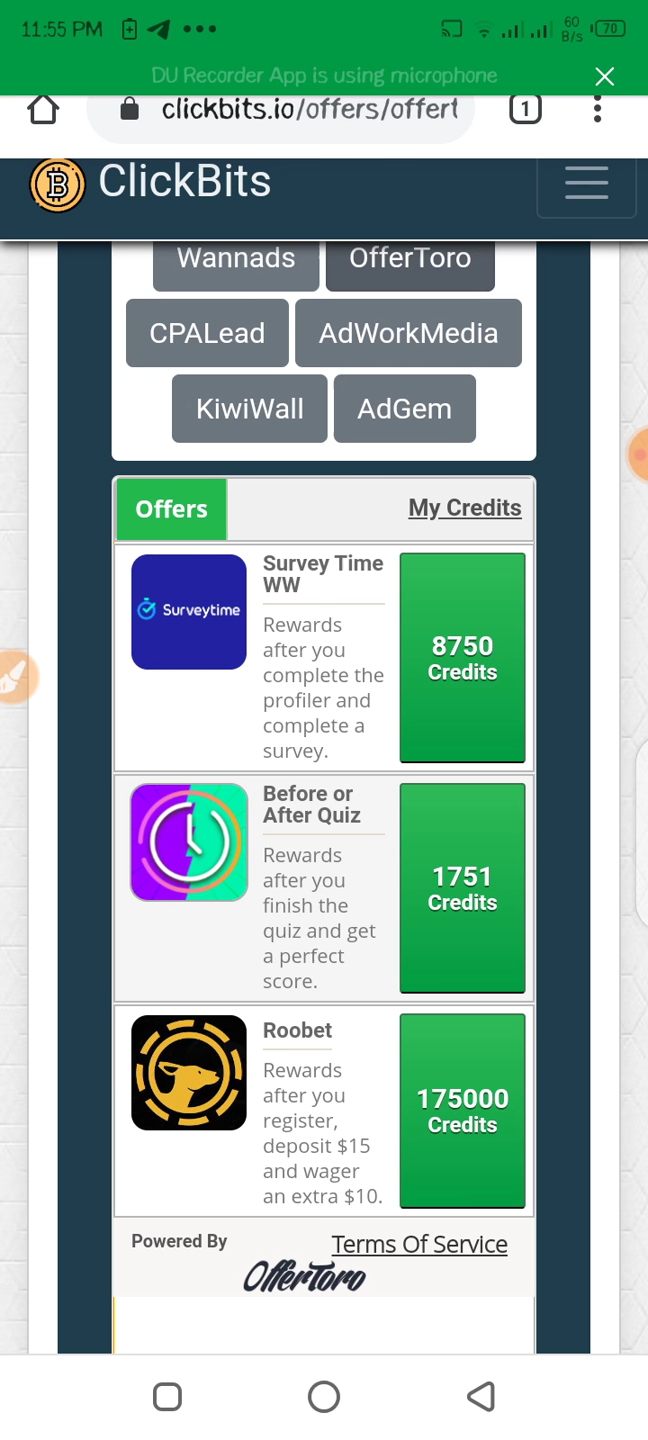 11:55 PM
60
B/s
70
DU Recorder App is using microphone
clickbits.io/offers/offert
1
ClickBits
Wannads
OfferToro
CPALead
AdWorkMedia
KiwiWall
AdGem
Offers
My Credits
Surveytime
Survey Time
WW
Rewards
after you
complete the
profiler and
complete a
survey.
8750
Credits
Before or
After Quiz
Rewards
after you
finish the
quiz and get
a perfect
score.
1751
Credits
Roobet
Rewards
after you
register,
deposit $15
and wager
an extra $10.
175000
Credits
Powered By
OfferToro
Terms Of Service